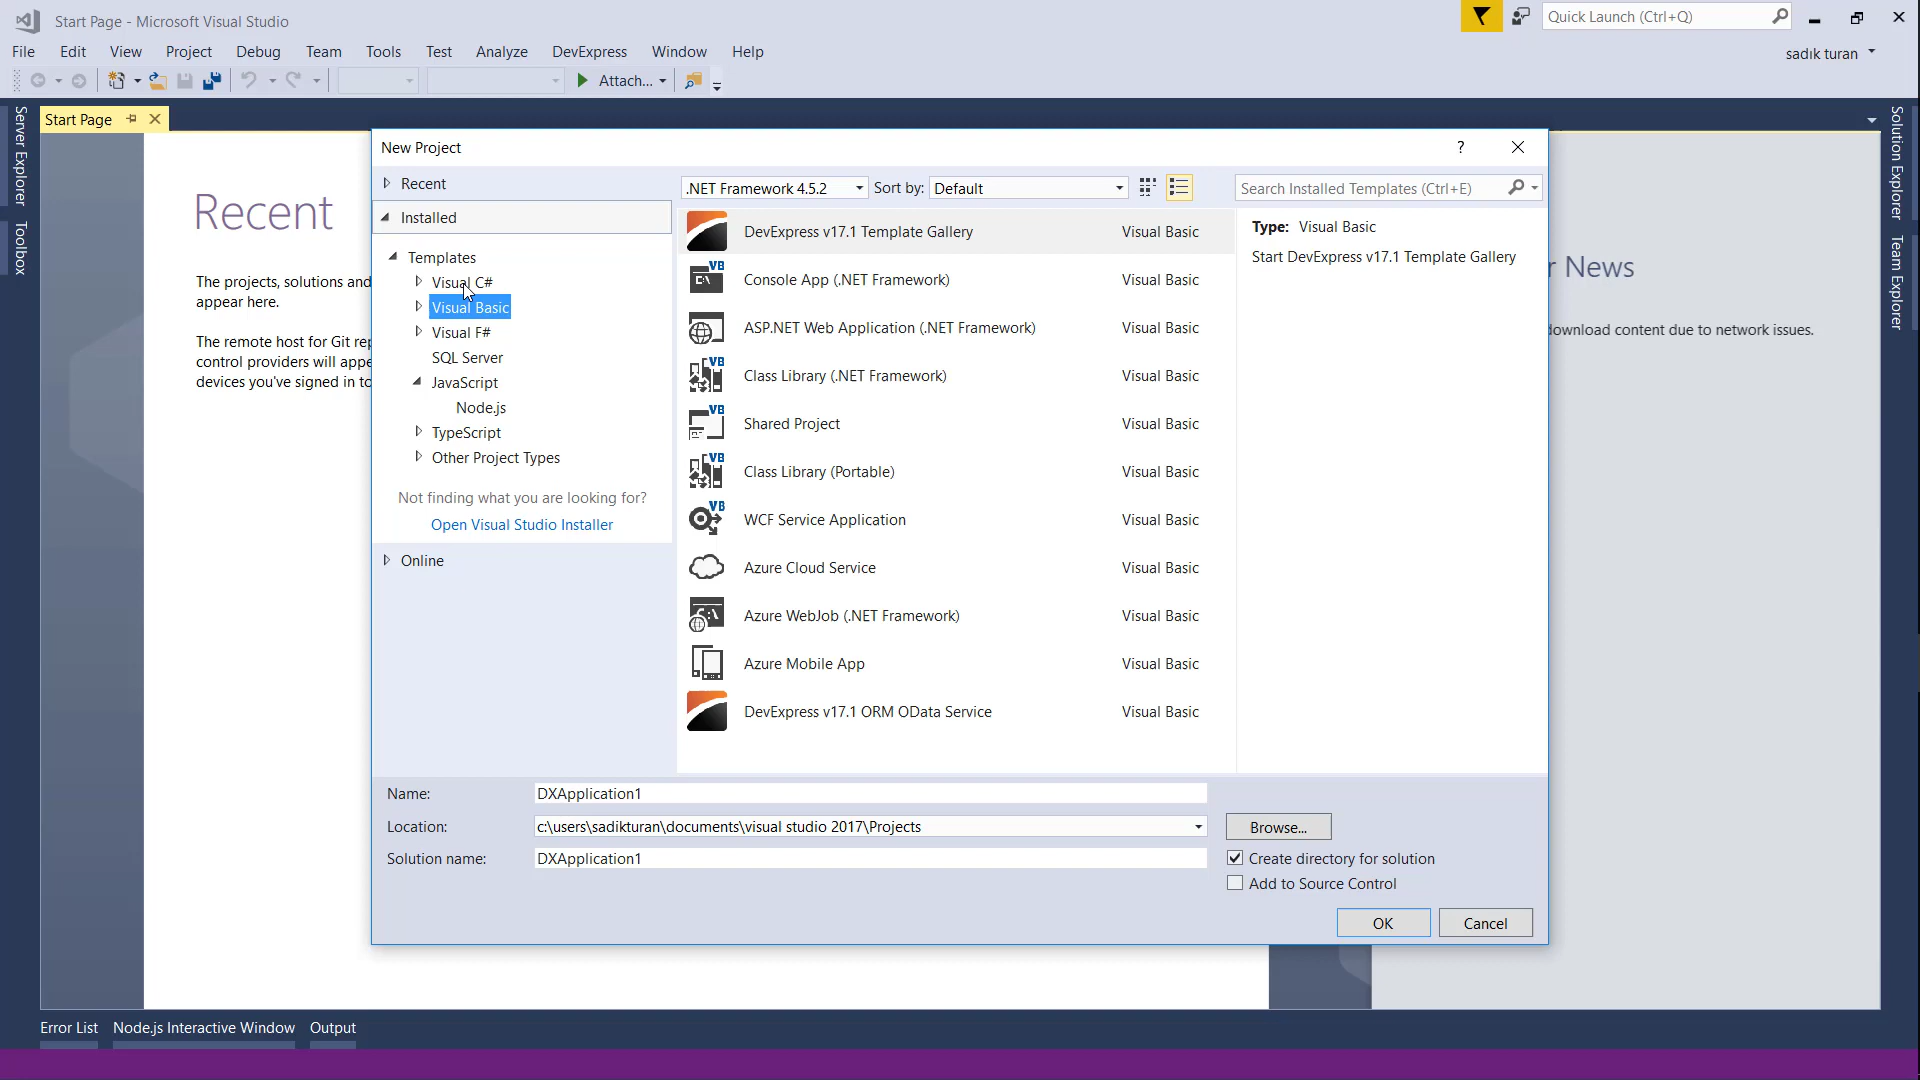 Start Page - Microsoft Visual Studio
Quick Launch (Ctrl+Q)
File Edit View Project Debug Team Tools Test Analyze DevExpress Window Help
sadık turan
Attach...
Server Explorer
Toolbox
Start Page
Solution Explorer
Team Explorer
Recent
The projects, solutions and
appear here.
The remote host for Git rep
control providers will appe
devices you've signed in to
r News
download content due to network issues.
New Project
?
Recent
Installed
Templates
Visual C#
Visual Basic
Visual F#
SQL Server
JavaScript
Node.js
TypeScript
Other Project Types
Not finding what you are looking for?
Open Visual Studio Installer
Online
.NET Framework 4.5.2 Sort by: Default
Search Installed Templates (Ctrl+E)
DevExpress v17.1 Template Gallery Visual Basic
VB
Console App (.NET Framework) Visual Basic
ASP.NET Web Application (.NET Framework) Visual Basic
VB
Class Library (.NET Framework) Visual Basic
VB
Shared Project Visual Basic
VB
Class Library (Portable) Visual Basic
VB
WCF Service Application Visual Basic
Azure Cloud Service Visual Basic
Azure WebJob (.NET Framework) Visual Basic
Azure Mobile App Visual Basic
DevExpress v17.1 ORM OData Service Visual Basic
Type: Visual Basic
Start DevExpress v17.1 Template Gallery
Name: DXApplication1
Location: c:\users\sadikturan\documents\visual studio 2017\Projects
Browse...
Solution name: DXApplication1
Create directory for solution
Add to Source Control
OK Cancel
Error List Node.js Interactive Window Output